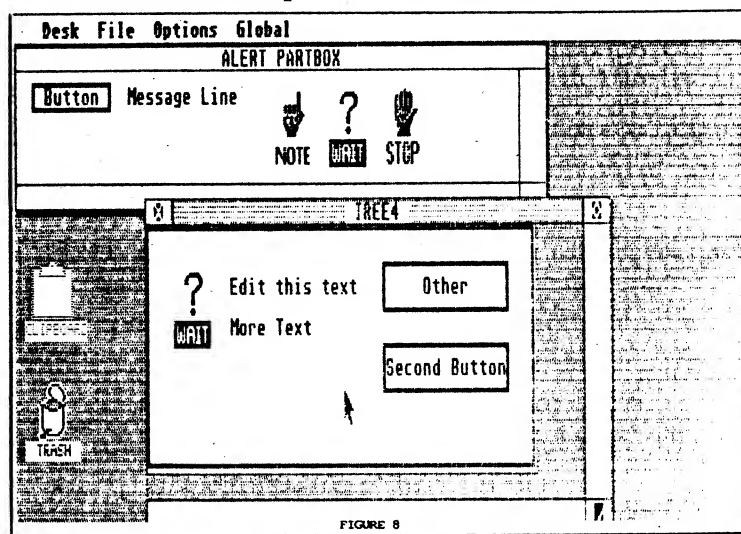 Desk File Options Global
ALERT PARTBOX
Button Message Line
NOTE WAIT STOP
TREE4
Edit this text Other
WAIT More Text
Second Button
CLIPBOARD
TRASH
FIGURE 8